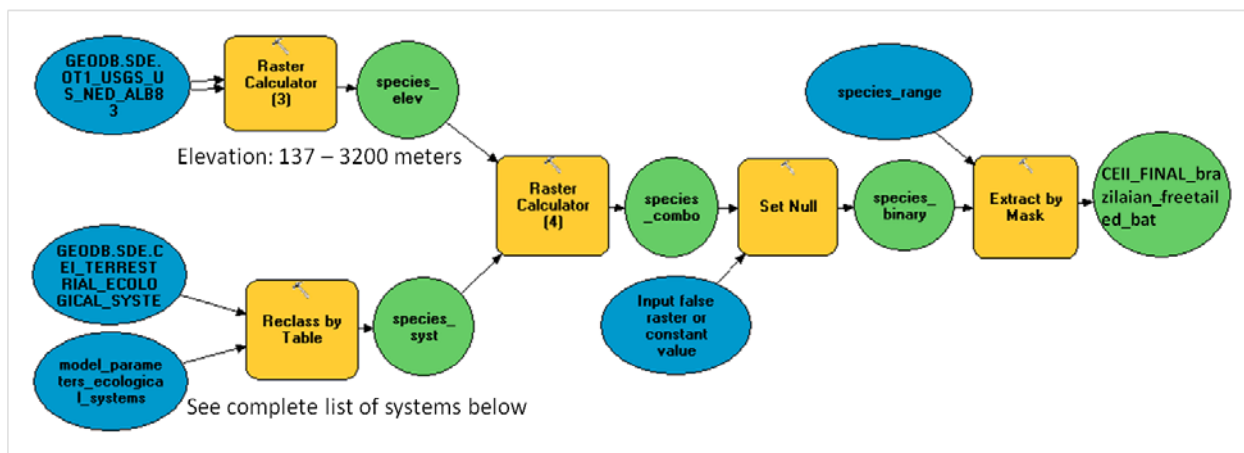 GEODB.SDE.
OT1_USGS_U
S_NED_ALB8
3
Raster
Calculator
(3)
species_
elev
Elevation: 137 – 3200 meters
GEODB.SDE.C
EI_TERREST
RIAL_ECOLO
GICAL_SYSTE
model_parame
ters_ecologica
l_systems
Reclass by
Table
species_
syst
See complete list of systems below
Raster
Calculator
(4)
species
_combo
Input false
raster or
constant
value
Set Null
species_
binary
species_range
Extract by
Mask
CEII_FINAL_bra
zilaian_freetail
ed_bat